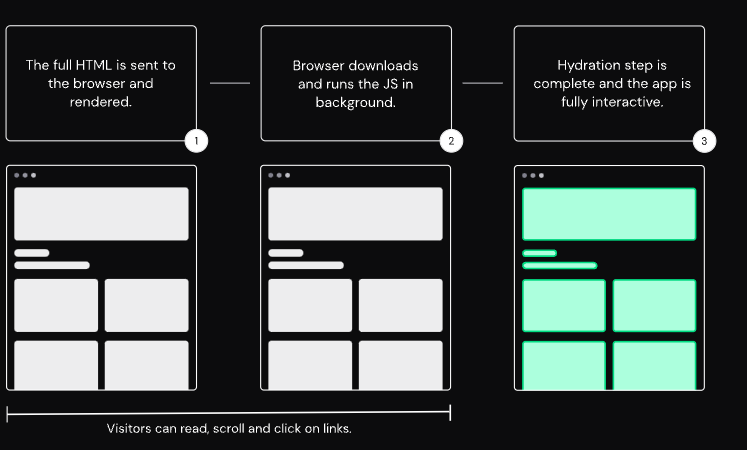 The full HTML is sent to
the browser and
rendered.
1
Browser downloads
and runs the JS in
background.
2
Hydration step is
complete and the app is
fully interactive.
3
Visitors can read, scroll and click on links.